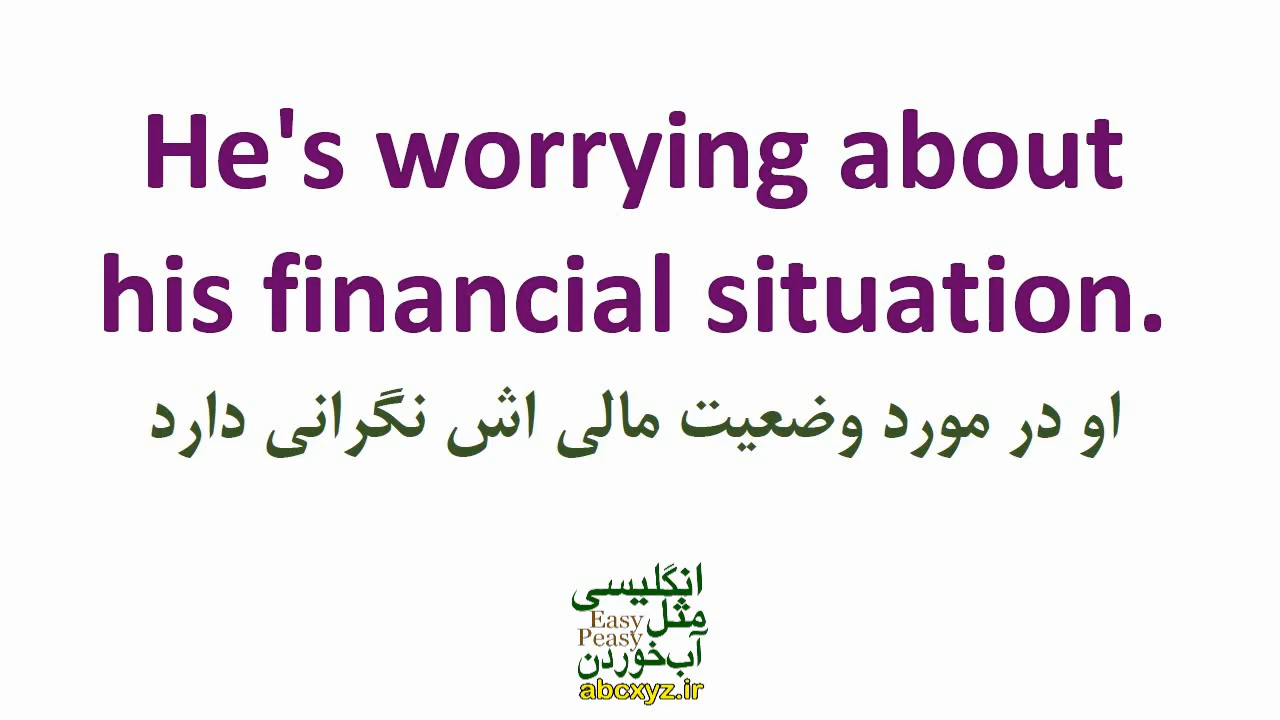 He's worrying about
his financial situation.
او در مورد وضعیت مالی اش نگرانی دارد
انگلیسی
مثل
Easy
Peasy
آب خوردن
abcxyz.ir